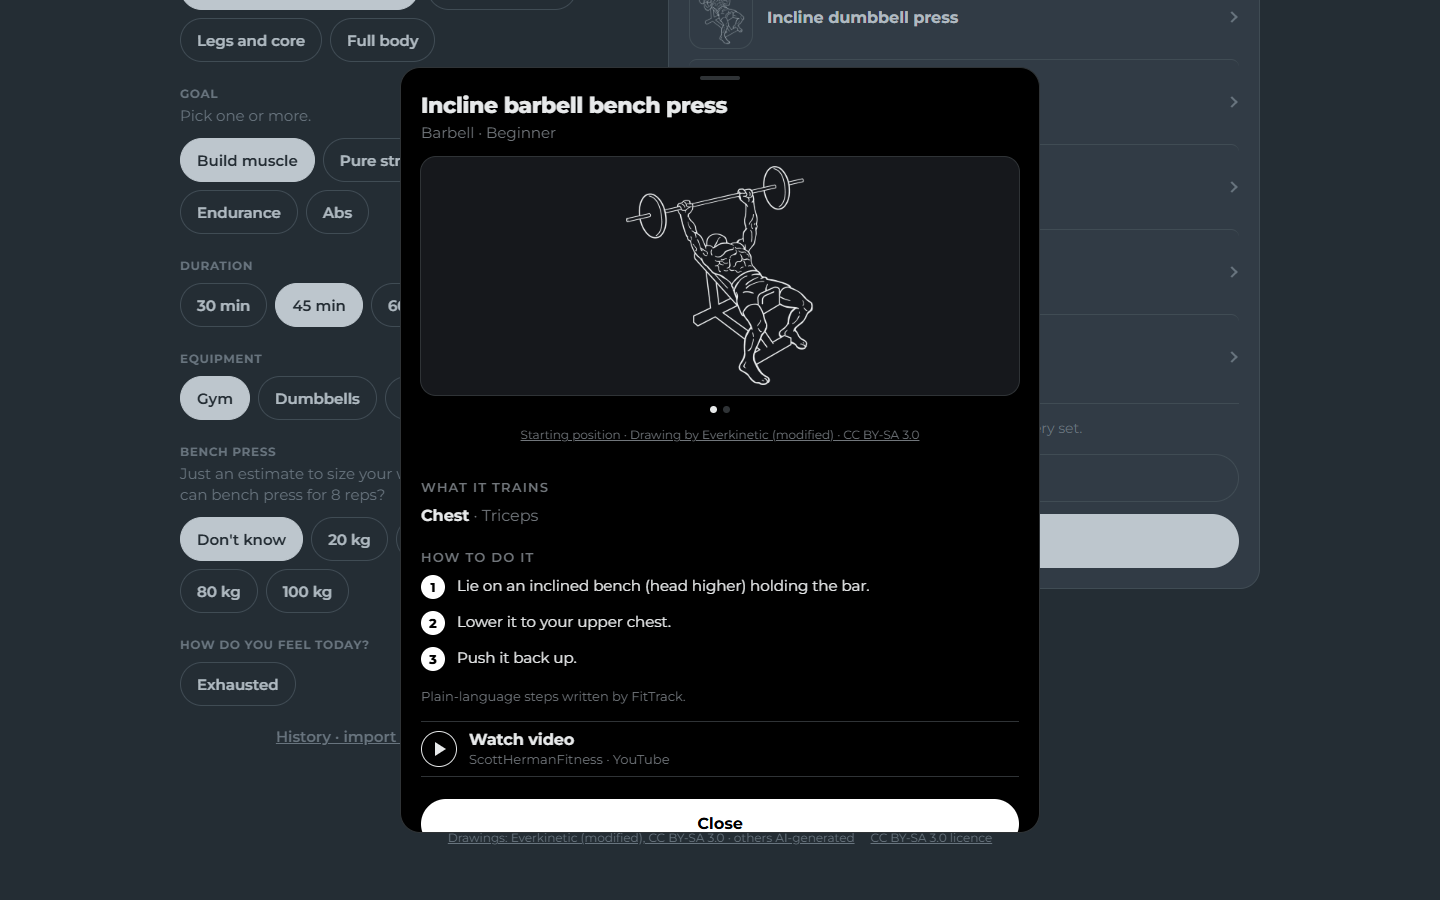 Legs and core
Full body
GOAL
Pick one or more.
Build muscle
Pure str
Endurance
Abs
DURATION
30 min
45 min
EQUIPMENT
Gym
Dumbbells
BENCH PRESS
Just an estimate to size your
can bench press for 8 reps?
Don't know
20 kg
80 kg
100 kg
HOW DO YOU FEEL TODAY?
Exhausted
History · import
Incline barbell bench press
Barbell · Beginner
Starting position · Drawing by Everkinetic (modified) · CC BY-SA 3.0
WHAT IT TRAINS
Chest · Triceps
HOW TO DO IT
1 Lie on an inclined bench (head higher) holding the bar.
2 Lower it to your upper chest.
3 Push it back up.
Plain-language steps written by FitTrack.
Watch video
ScottHermanFitness · YouTube
Close
Drawings: Everkinetic (modified), CC BY-SA 3.0 · others AI-generated
CC BY-SA 3.0 licence
Incline dumbbell press
set.